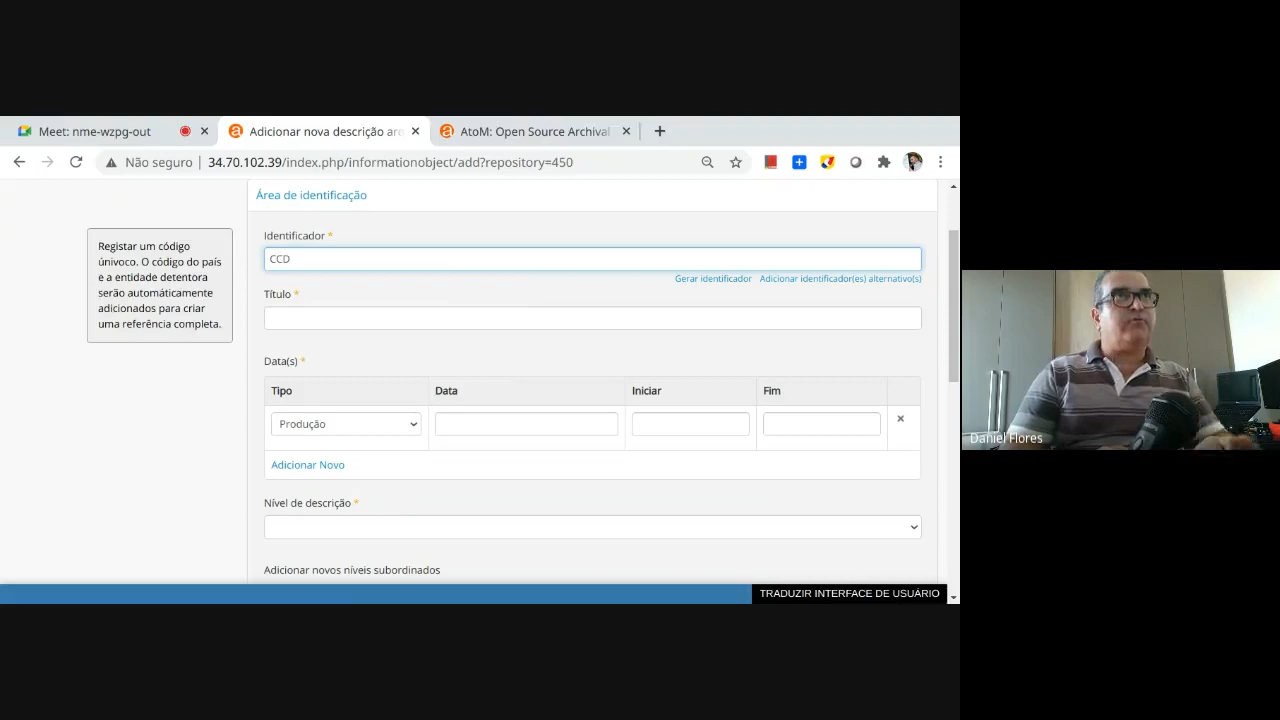 Meet: nme-wzpg-out
Adicionar nova descrição ar
AtoM: Open Source Archival
Não seguro | 34.70.102.39/index.php/informationobject/add?repository=450
Área de identificação
Registar um código
únivoco. O código do país
e a entidade detentora
serão automáticamente
adicionados para criar
uma referência completa.
Identificador *
CCD
Gerar identificador Adicionar identificador(es) alternativo(s)
Título *
Data(s) *
Tipo Data Iniciar Fim
Produção
Adicionar Novo
Nível de descrição *
Adicionar novos níveis subordinados
TRADUZIR INTERFACE DE USUÁRIO
Daniel Flores